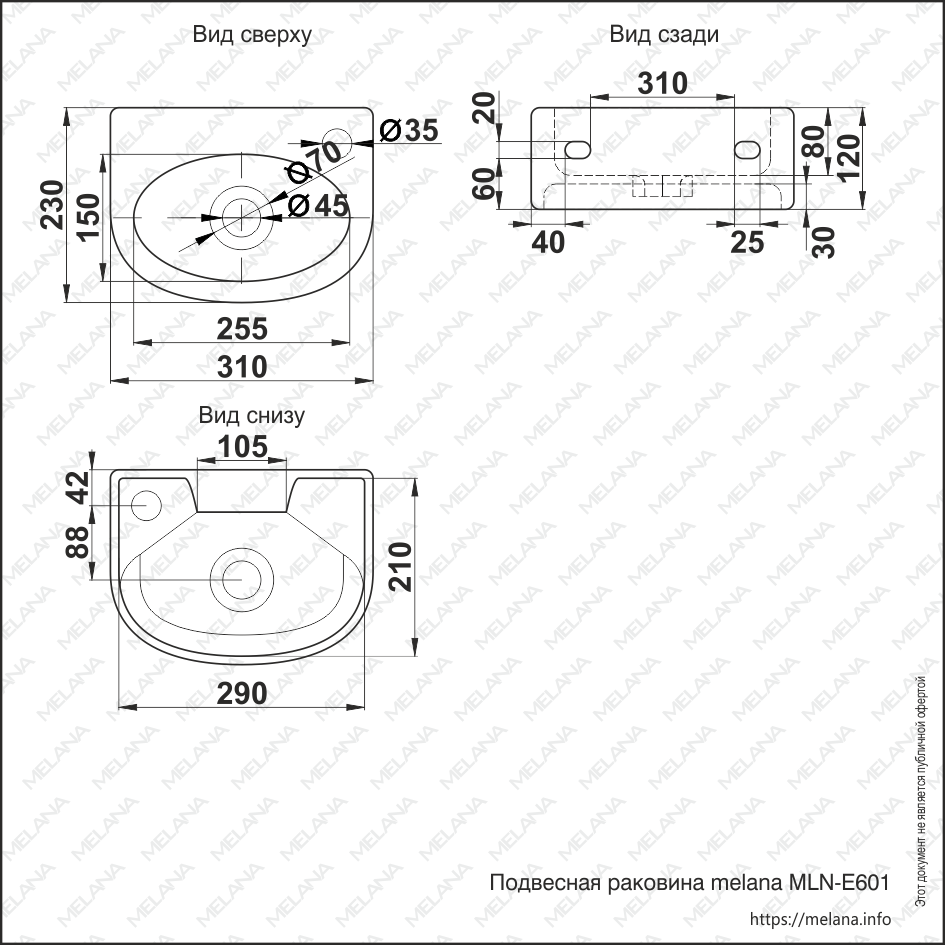 Вид сверху
Вид сзади
230
150
Ø35
Ø70
Ø45
255
310
310
20
60
80
120
40
25
30
Вид снизу
105
42
88
210
290
MELANA
Этот документ не является публичной офертой
Подвесная раковина melana MLN-E601
https://melana.info